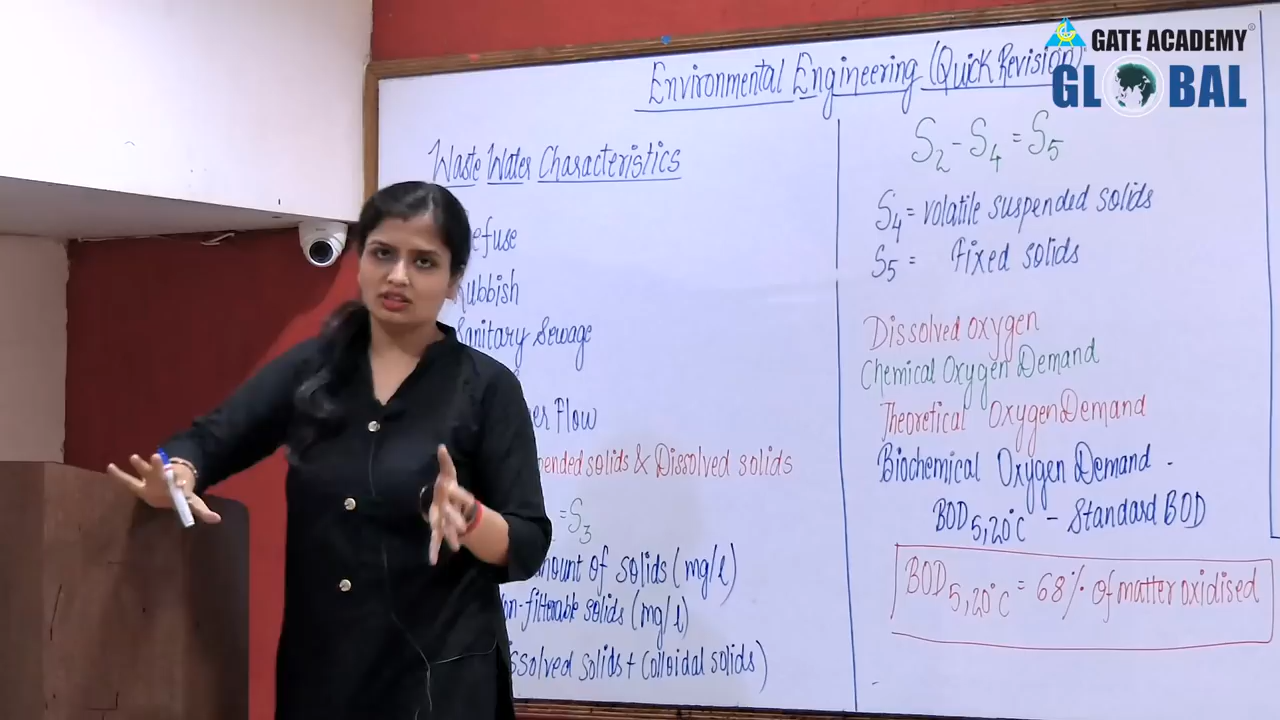 GATE ACADEMY
GLOBAL
Environmental Engineering (Quick Revision)
Waste Water Characteristics
efuse
ubbish
Sanitary Sewage
er Flow
ended solids & Dissolved solids
=S3
mount of solids (mg/l)
on-filterable solids (mg/l)
ssolved solids + Colloidal solids)
S2 - S4 = S5
S4 = volatile suspended solids
S5 = Fixed solids
Dissolved oxygen
Chemical Oxygen Demand
Theoretical Oxygen Demand
Biochemical Oxygen Demand -
BOD5,20°C - Standard BOD
BOD5,20°C = 68% of matter oxidised